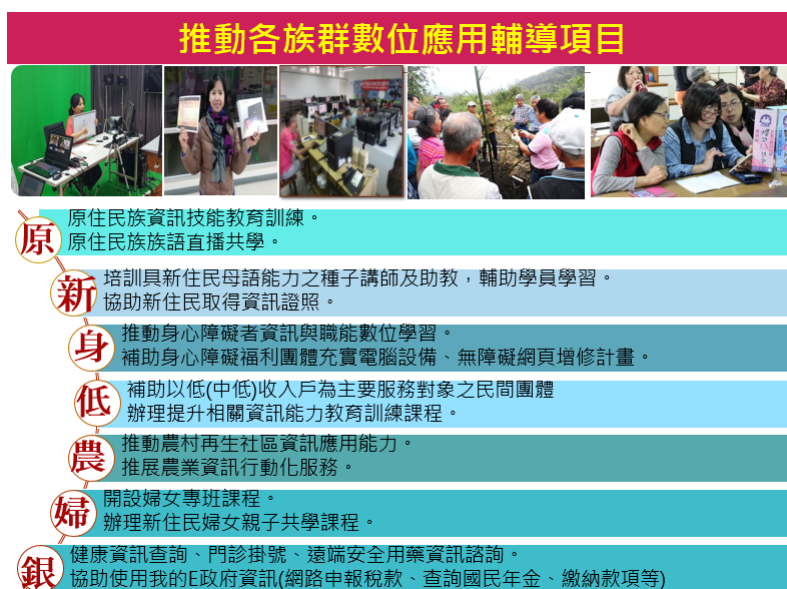 推動各族群數位應用輔導項目
原
原住民族資訊技能教育訓練。
原住民族族語直播共學。
新
培訓具新住民母語能力之種子講師及助教，輔助學員學習。
協助新住民取得資訊證照。
身
推動身心障礙者資訊與職能數位學習。
補助身心障礙福利團體充實電腦設備、無障礙網頁增修計畫。
低
補助以低(中低)收入戶為主要服務對象之民間團體
辦理提升相關資訊能力教育訓練課程。
農
推動農村再生社區資訊應用能力。
推展農業資訊行動化服務。
婦
開設婦女專班課程。
辦理新住民婦女親子共學課程。
銀
健康資訊查詢、門診掛號、遠端安全用藥資訊諮詢。
協助使用我的E政府資訊(網路申報稅款、查詢國民年金、繳納款項等)